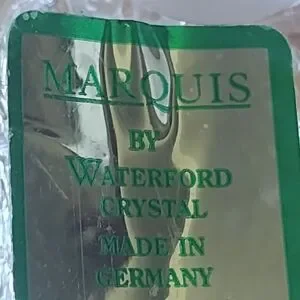 MARQUIS
BY
WATERFORD
CRYSTAL
MADE IN
GERMANY